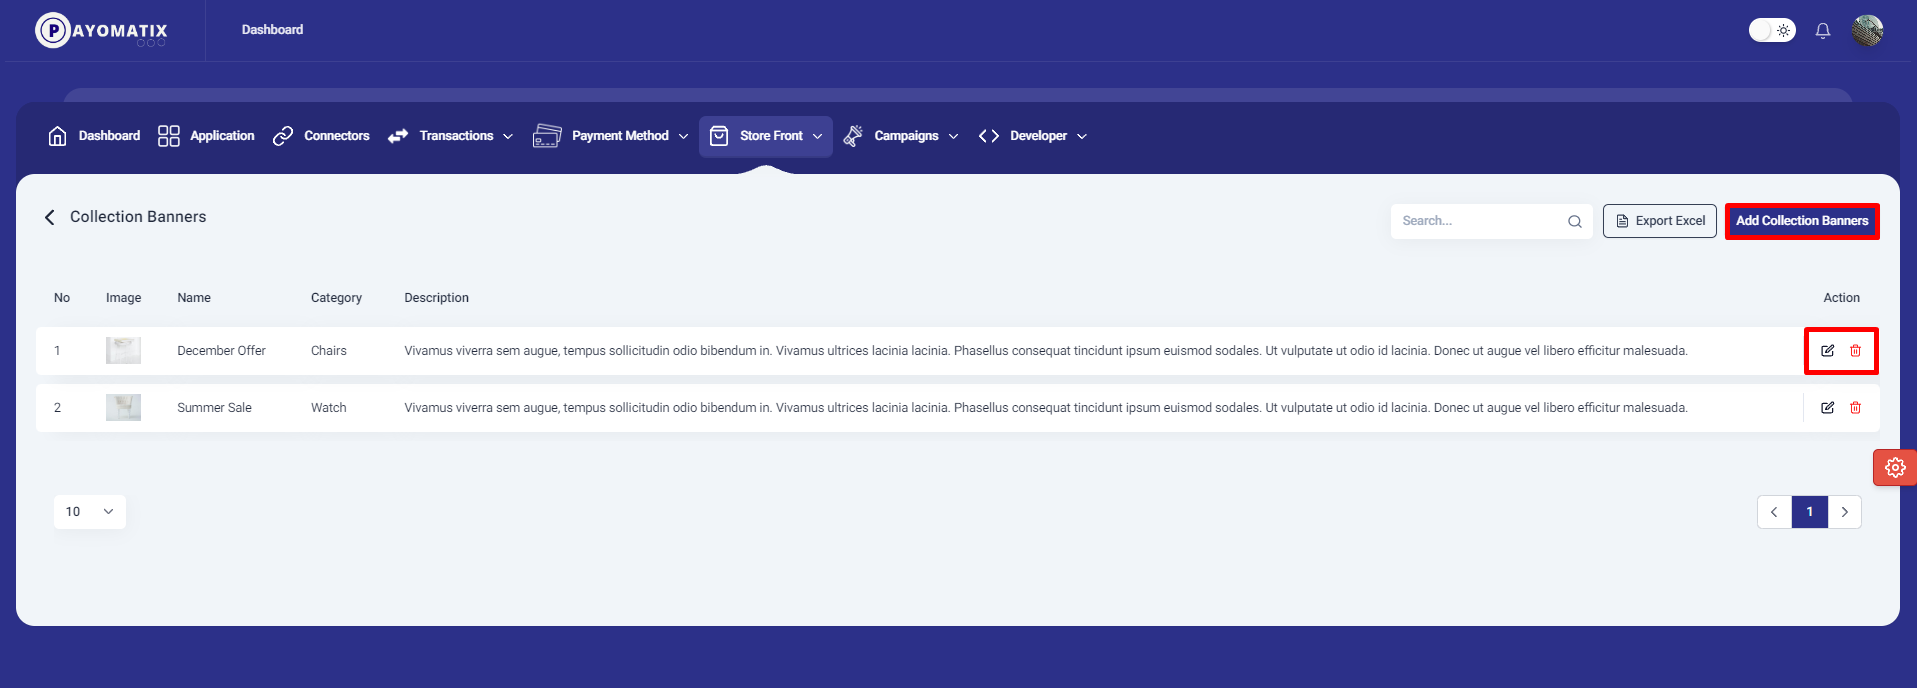 PAYOMATIX
Dashboard
Dashboard Application Connectors Transactions Payment Method Store Front Campaigns Developer
Collection Banners
Search...
Export Excel
Add Collection Banners
No Image Name Category Description Action
1 December Offer Chairs Vivamus viverra sem augue, tempus sollicitudin odio bibendum in. Vivamus ultrices lacinia lacinia. Phasellus consequat tincidunt ipsum euismod sodales. Ut vulputate ut odio id lacinia. Donec ut augue vel libero efficitur malesuada.
2 Summer Sale Watch Vivamus viverra sem augue, tempus sollicitudin odio bibendum in. Vivamus ultrices lacinia lacinia. Phasellus consequat tincidunt ipsum euismod sodales. Ut vulputate ut odio id lacinia. Donec ut augue vel libero efficitur malesuada.
10
1